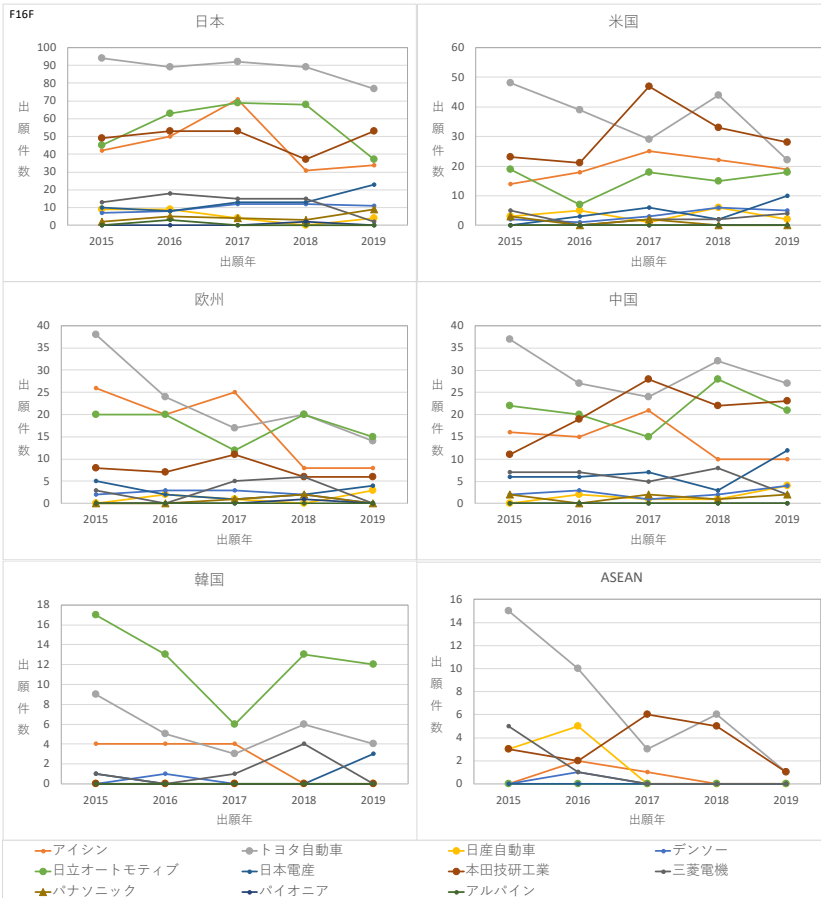 F16F
日本
100
90
80
70
60
50
40
30
20
10
0
出願件数
2015 2016 2017 2018 2019
出願年
米国
60
50
40
30
20
10
0
出願件数
2015 2016 2017 2018 2019
出願年
欧州
40
35
30
25
20
15
10
5
0
出願件数
2015 2016 2017 2018 2019
出願年
中国
40
35
30
25
20
15
10
5
0
出願件数
2015 2016 2017 2018 2019
出願年
韓国
18
16
14
12
10
8
6
4
2
0
出願件数
2015 2016 2017 2018 2019
出願年
ASEAN
16
14
12
10
8
6
4
2
0
出願件数
2015 2016 2017 2018 2019
出願年
アイシン トヨタ自動車 日産自動車 デンソー
日立オートモティブ 日本電産 本田技研工業 三菱電機
パナソニック パイオニア アルパイン